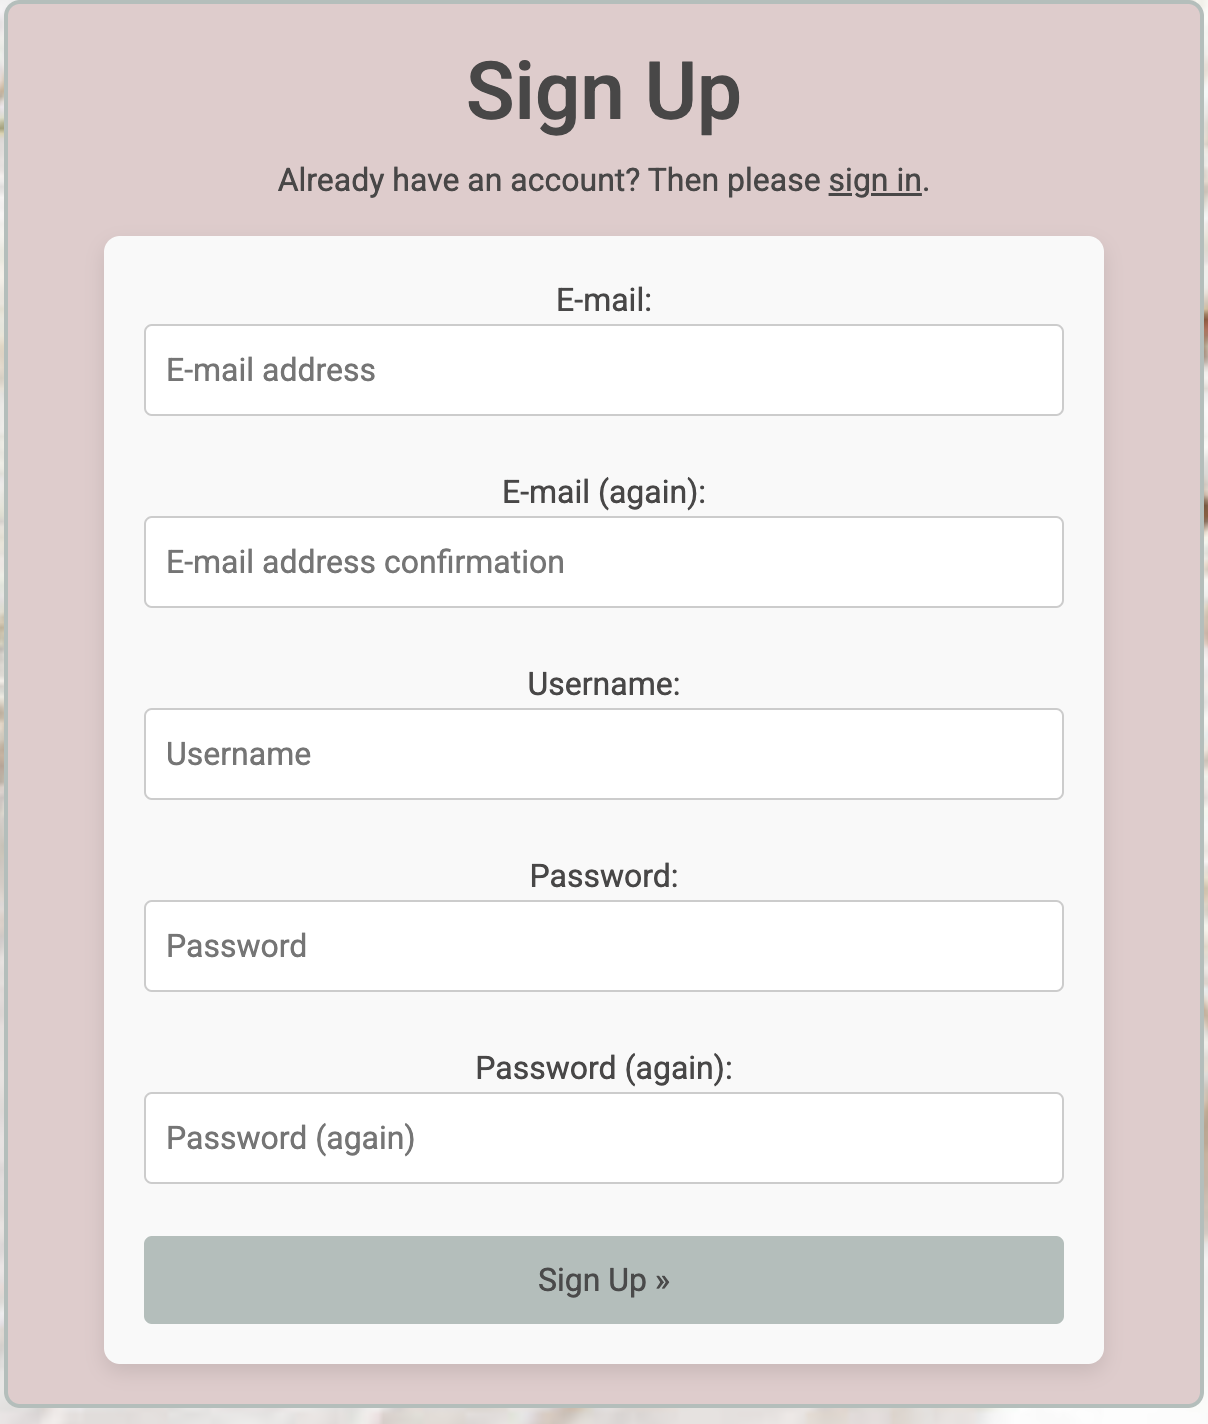 Sign Up
Already have an account? Then please sign in.
E-mail:
E-mail address
E-mail (again):
E-mail address confirmation
Username:
Username
Password:
Password
Password (again):
Password (again)
Sign Up »